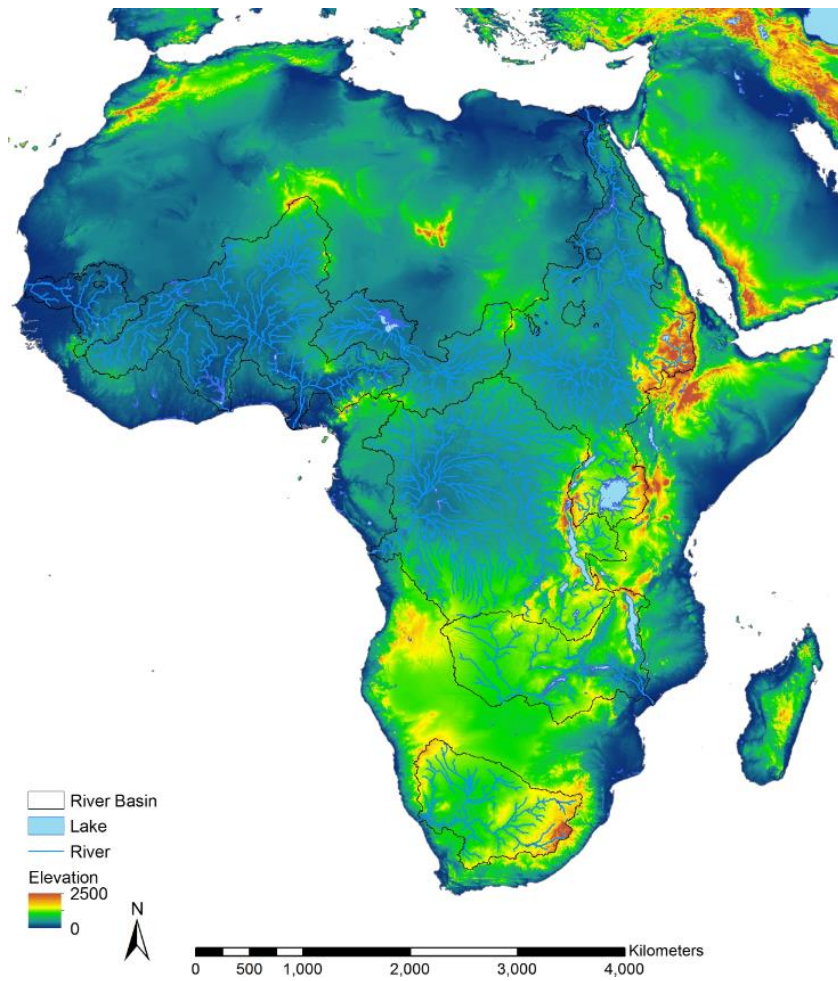 River Basin
Lake
River
Elevation
2500
0
N
Kilometers
0 500 1,000 2,000 3,000 4,000